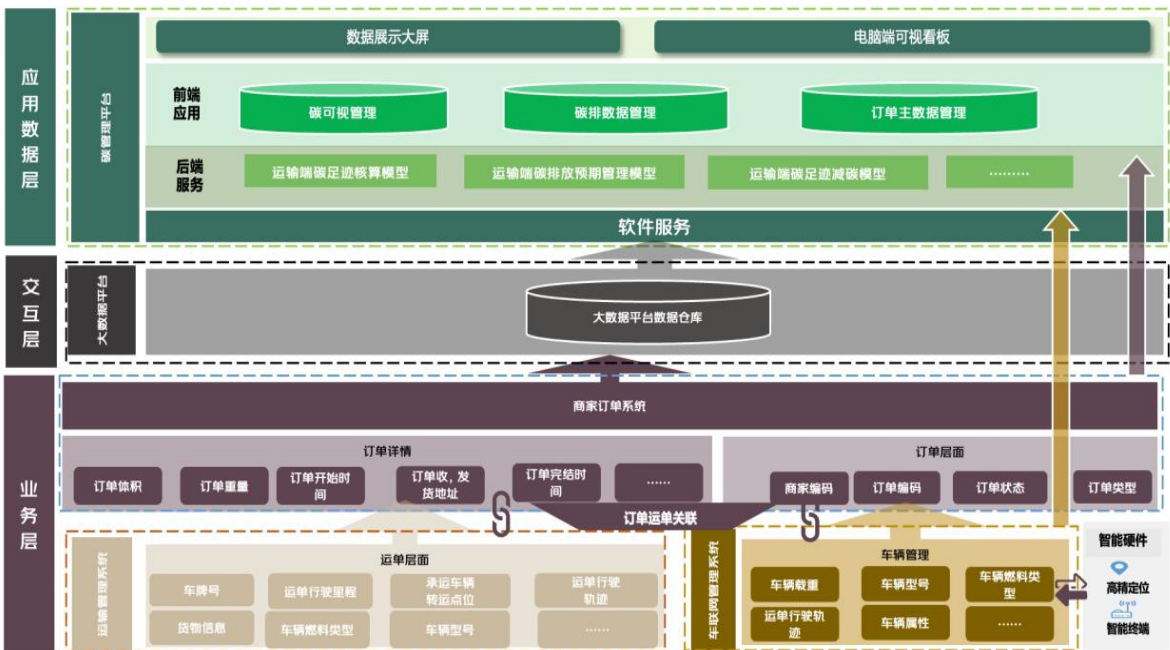 应用数据层
碳管理平台
数据展示大屏
电脑端可视看板
前端
应用
碳可视管理
碳排数据管理
订单主数据管理
后端
服务
运输端碳足迹核算模型
运输端碳排放预期管理模型
运输端碳足迹减碳模型
………
软件服务
交互层
大数据平台
大数据平台数据仓库
业务层
商家订单系统
订单详情
订单体积
订单重量
订单开始时
间
订单收，发
货地址
订单完结时
间
……
订单层面
商家编码
订单编码
订单状态
订单类型
订单运单关联
运输管理系统
运单层面
车牌号
运单行驶里程
承运车辆
转运点位
运单行驶
轨迹
货物信息
车辆燃料类型
车辆型号
……
车联网管理系统
车辆管理
车辆载重
车辆型号
车辆燃料类
型
运单行驶轨
迹
车辆属性
……
智能硬件
高精定位
智能终端